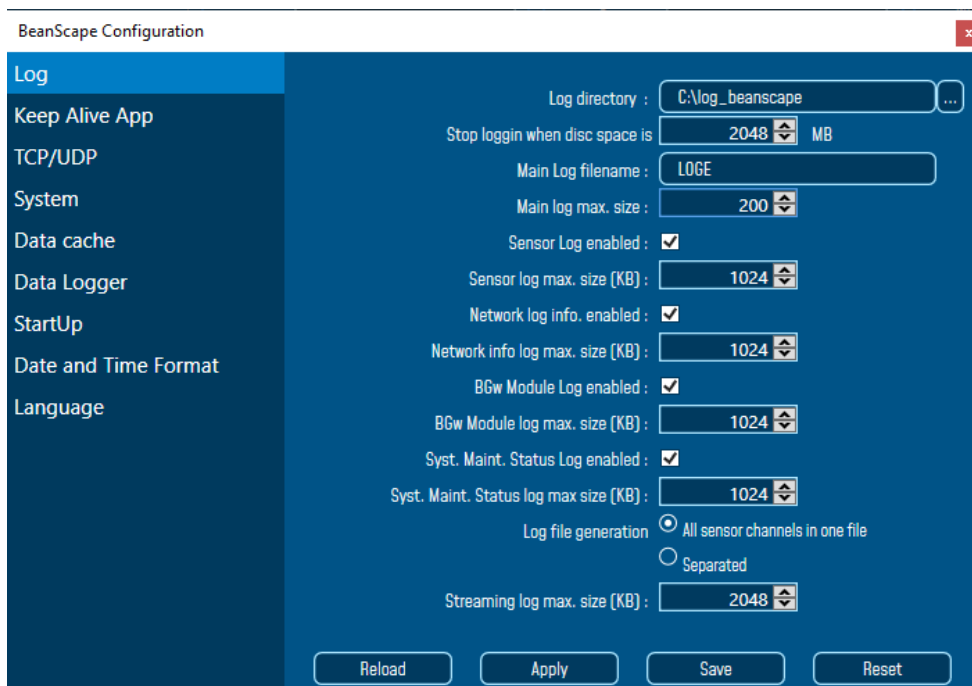 BeanScape Configuration
x
Log
Keep Alive App
TCP/UDP
System
Data cache
Data Logger
StartUp
Date and Time Format
Language
Log directory : C:\log_beanscape ...
Stop loggin when disc space is 2048 MB
Main Log filename : LOGE
Main log max. size : 200
Sensor Log enabled :
Sensor log max. size (KB) : 1024
Network log info. enabled :
Network info log max. size (KB) : 1024
BGw Module Log enabled :
BGw Module log max. size (KB) : 1024
Syst. Maint. Status Log enabled :
Syst. Maint. Status log max size (KB) : 1024
Log file generation All sensor channels in one file
Separated
Streaming log max. size (KB) : 2048
Reload Apply Save Reset